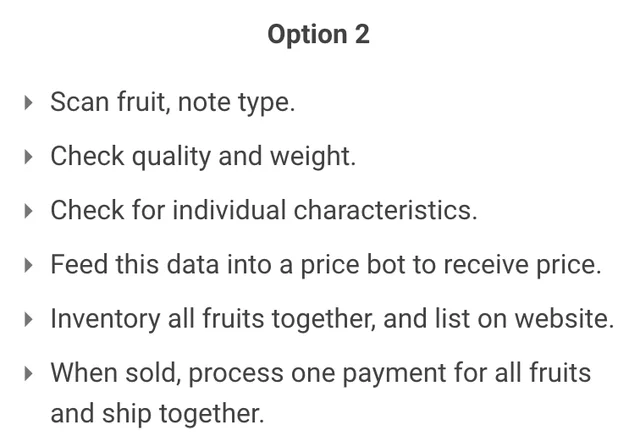 Option 2
Scan fruit, note type.
Check quality and weight.
Check for individual characteristics.
Feed this data into a price bot to receive price.
Inventory all fruits together, and list on website.
When sold, process one payment for all fruits
and ship together.